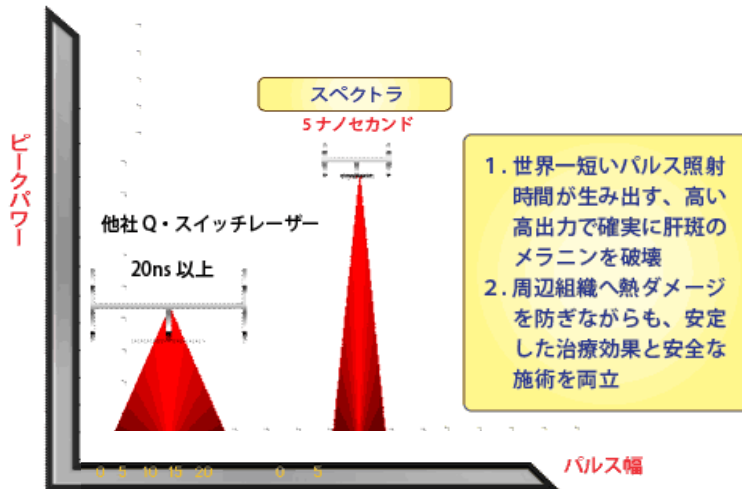 ピークパワー
スペクトラ
5ナノセカンド
他社Q・スイッチレーザー
20ns以上
1.世界一短いパルス照射
時間が生み出す、高い
高出力で確実に肝斑の
メラニンを破壊
2.周辺組織へ熱ダメージ
を防ぎながらも、安定
した治療効果と安全な
施術を両立
0 5 10 15 20 0 5
パルス幅